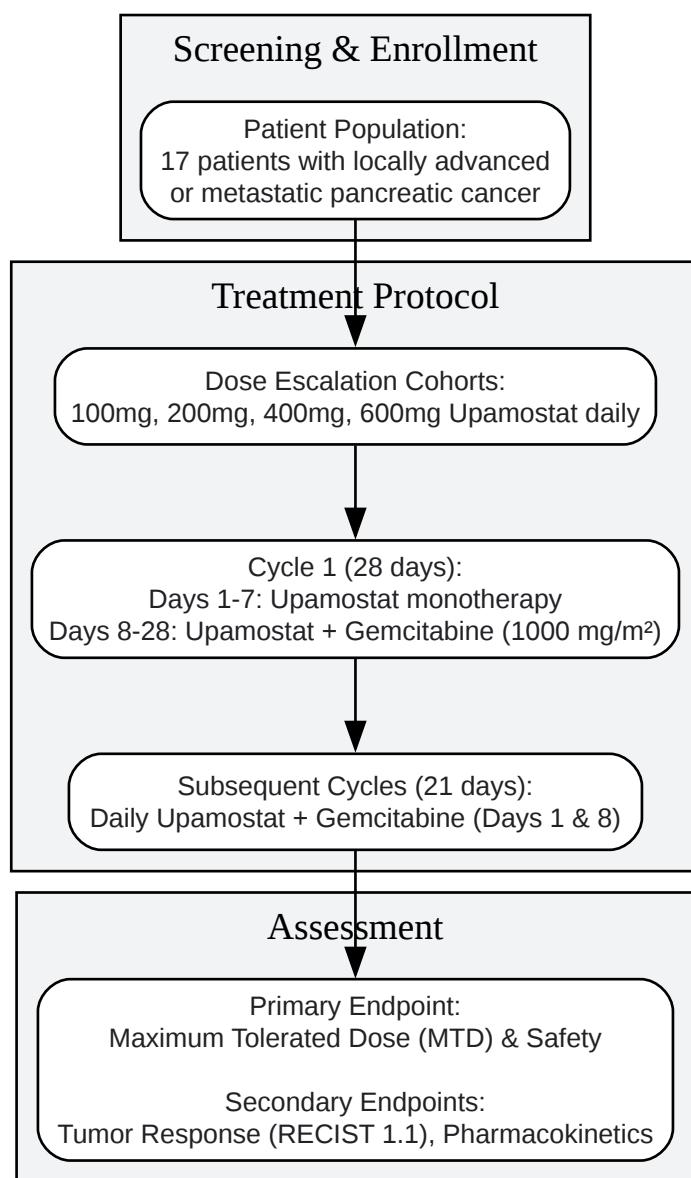 Screening & Enrollment
Patient Population:
17 patients with locally advanced
or metastatic pancreatic cancer
Treatment Protocol
Dose Escalation Cohorts:
100mg, 200mg, 400mg, 600mg Upamostat daily
Cycle 1 (28 days):
Days 1-7: Upamostat monotherapy
Days 8-28: Upamostat + Gemcitabine (1000 mg/m²)
Subsequent Cycles (21 days):
Daily Upamostat + Gemcitabine (Days 1 & 8)
Assessment
Primary Endpoint:
Maximum Tolerated Dose (MTD) & Safety
Secondary Endpoints:
Tumor Response (RECIST 1.1), Pharmacokinetics